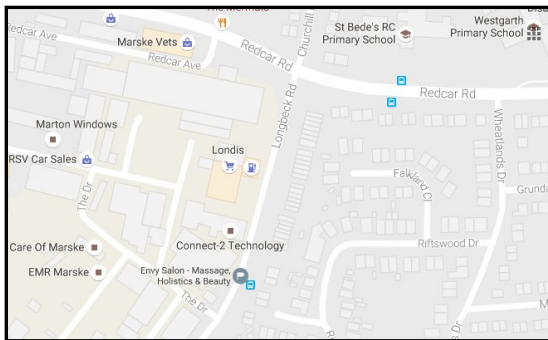 The Mermaid
Churchill
St Bede's RC
Primary School
Westgarth
Primary School
Marske Vets
Redcar Ave
Redcar Ave
Redcar Rd
Longbeck Rd
Wheatlands Dr
Marton Windows
Londis
RSV Car Sales
The Dr
Falkland Cl
Grunda
Connect-2 Technology
Riftswood Dr
Care Of Marske
EMR Marske
Envy Salon - Massage,
Holistics & Beauty
The Dr
s Dr